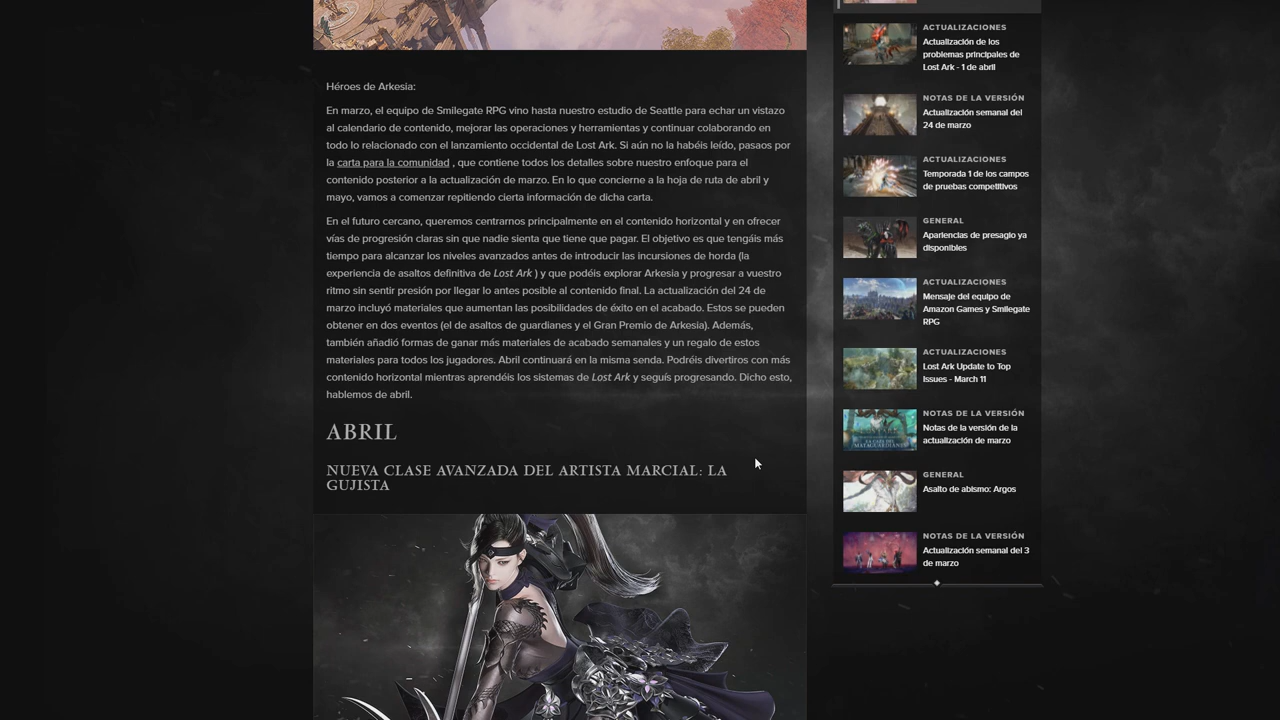 Héroes de Arkesia:
En marzo, el equipo de Smilegate RPG vino hasta nuestro estudio de Seattle para echar un vistazo
al calendario de contenido, mejorar las operaciones y herramientas y continuar colaborando en
todo lo relacionado con el lanzamiento occidental de Lost Ark. Si aún no la habéis leído, pasaos por
la carta para la comunidad , que contiene todos los detalles sobre nuestro enfoque para el
contenido posterior a la actualización de marzo. En lo que concierne a la hoja de ruta de abril y
mayo, vamos a comenzar repitiendo cierta información de dicha carta.
En el futuro cercano, queremos centrarnos principalmente en el contenido horizontal y en ofrecer
vías de progresión claras sin que nadie sienta que tiene que pagar. El objetivo es que tengáis más
tiempo para alcanzar los niveles avanzados antes de introducir las incursiones de horda (la
experiencia de asaltos definitiva de Lost Ark ) y que podéis explorar Arkesia y progresar a vuestro
ritmo sin sentir presión por llegar lo antes posible al contenido final. La actualización del 24 de
marzo incluyó materiales que aumentan las posibilidades de éxito en el acabado. Estos se pueden
obtener en dos eventos (el de asaltos de guardianes y el Gran Premio de Arkesia). Además,
también añadió formas de ganar más materiales de acabado semanales y un regalo de estos
materiales para todos los jugadores. Abril continuará en la misma senda. Podréis divertiros con más
contenido horizontal mientras aprendéis los sistemas de Lost Ark y seguís progresando. Dicho esto,
hablemos de abril.
ABRIL
NUEVA CLASE AVANZADA DEL ARTISTA MARCIAL: LA
GUJISTA
ACTUALIZACIONES
Actualización de los
problemas principales de
Lost Ark - 1 de abril
NOTAS DE LA VERSIÓN
Actualización semanal del
24 de marzo
ACTUALIZACIONES
Temporada 1 de los campos
de pruebas competitivos
GENERAL
Apariencias de presagio ya
disponibles
ACTUALIZACIONES
Mensaje del equipo de
Amazon Games y Smilegate
RPG
ACTUALIZACIONES
Lost Ark Update to Top
Issues - March 11
NOTAS DE LA VERSIÓN
Notas de la versión de la
actualización de marzo
GENERAL
Asalto de abismo: Argos
NOTAS DE LA VERSIÓN
Actualización semanal del 3
de marzo